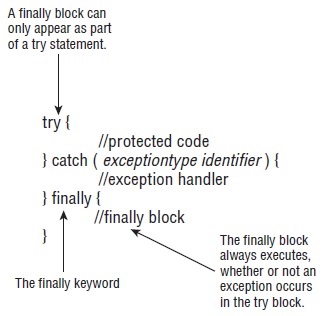 A finally block can
only appear as part
of a try statement.
try {
//protected code
} catch ( exceptiontype identifier ) {
//exception handler
} finally {
//finally block
}
The finally keyword
The finally block
always executes,
whether or not an
exception occurs
in the try block.